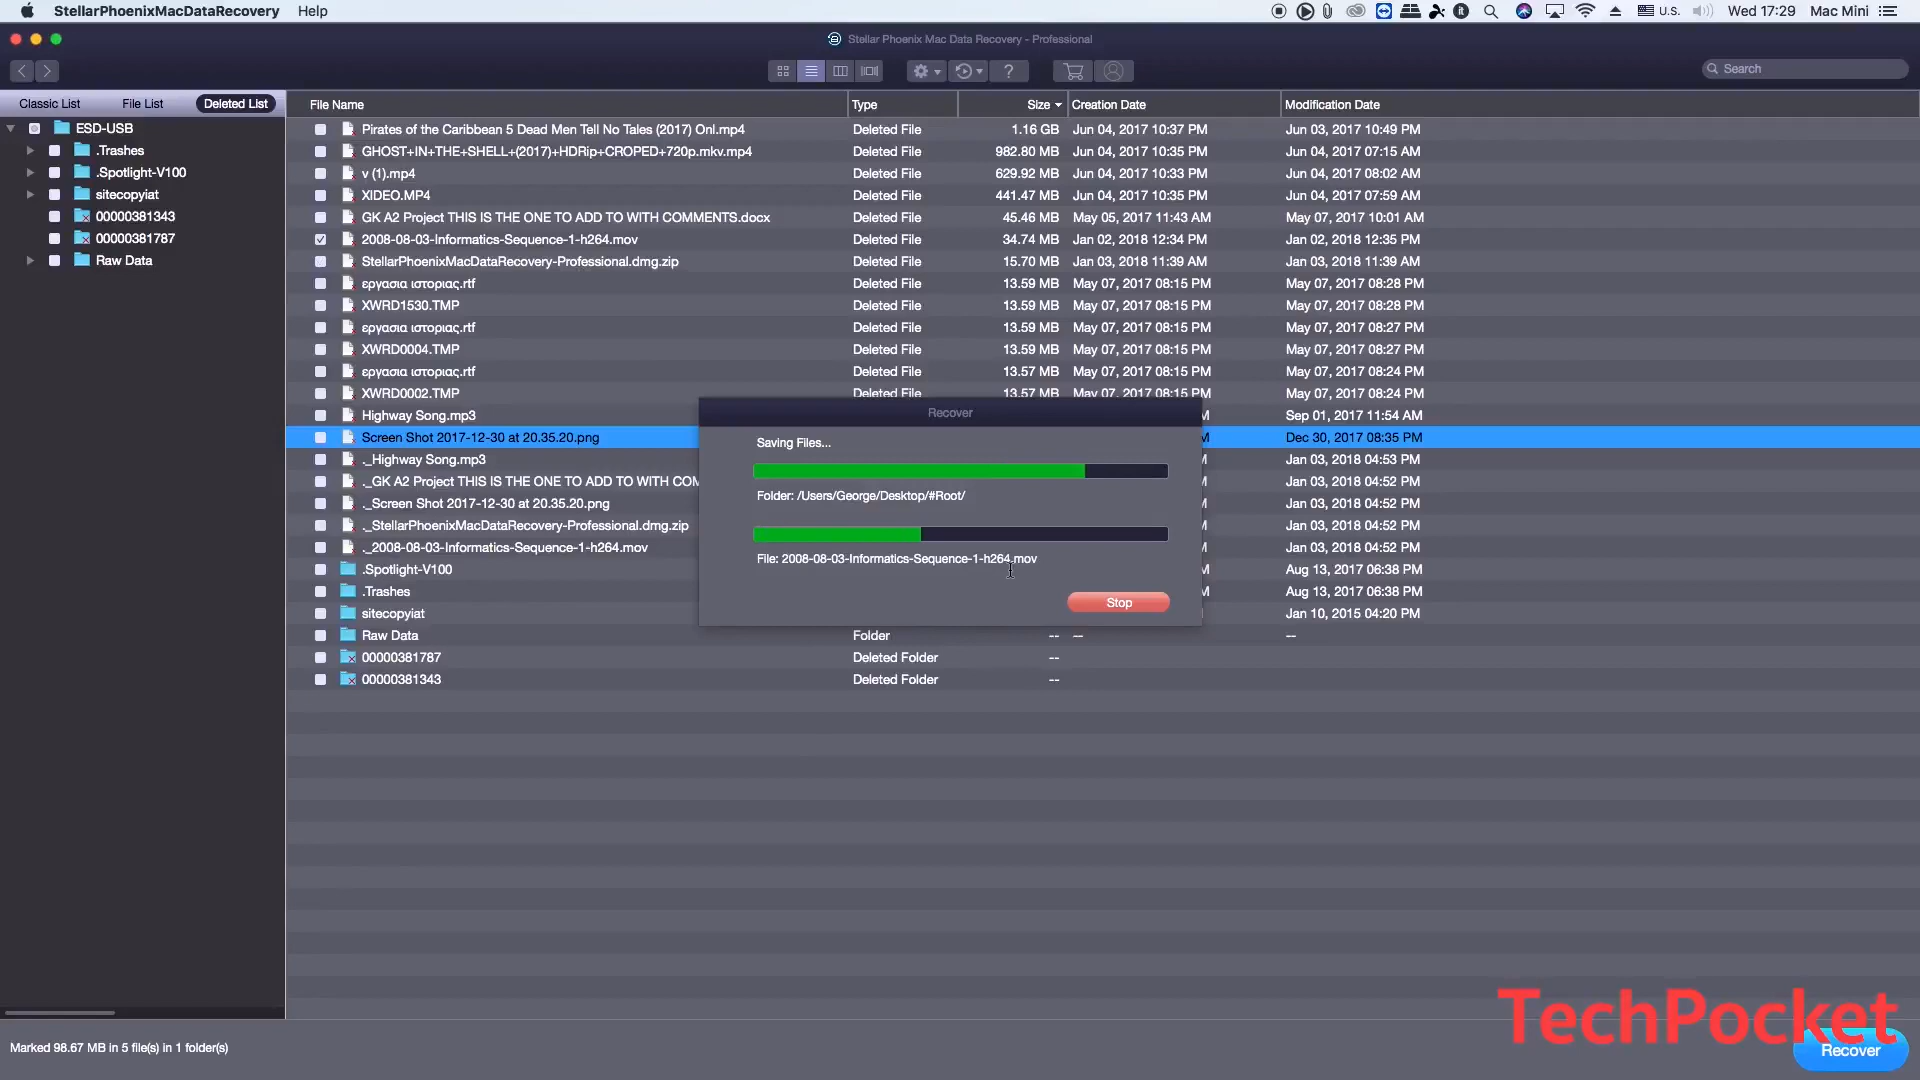 StellarPhoenixMacDataRecovery Help U.S. Wed 17:29 Mac Mini
Stellar Phoenix Mac Data Recovery - Professional
? Search
Classic List File List Deleted List
ESD-USB
.Trashes
.Spotlight-V100
sitecopyiat
00000381343
00000381787
Raw Data
File Name Type Size Creation Date Modification Date
Pirates of the Caribbean 5 Dead Men Tell No Tales (2017) Onl.mp4 Deleted File 1.16 GB Jun 04, 2017 10:37 PM Jun 03, 2017 10:49 PM
GHOST+IN+THE+SHELL+(2017)+HDRip+CROPED+720p.mkv.mp4 Deleted File 982.80 MB Jun 04, 2017 10:35 PM Jun 04, 2017 07:15 AM
v (1).mp4 Deleted File 629.92 MB Jun 04, 2017 10:33 PM Jun 04, 2017 08:02 AM
XIDEO.MP4 Deleted File 441.47 MB Jun 04, 2017 10:35 PM Jun 04, 2017 07:59 AM
GK A2 Project THIS IS THE ONE TO ADD TO WITH COMMENTS.docx Deleted File 45.46 MB May 05, 2017 11:43 AM May 07, 2017 10:01 AM
2008-08-03-Informatics-Sequence-1-h264.mov Deleted File 34.74 MB Jan 02, 2018 12:34 PM Jan 02, 2018 12:35 PM
StellarPhoenixMacDataRecovery-Professional.dmg.zip Deleted File 15.70 MB Jan 03, 2018 11:39 AM Jan 03, 2018 11:39 AM
εργασια ιστοριας.rtf Deleted File 13.59 MB May 07, 2017 08:15 PM May 07, 2017 08:28 PM
XWRD1530.TMP Deleted File 13.59 MB May 07, 2017 08:15 PM May 07, 2017 08:28 PM
εργασια ιστοριας.rtf Deleted File 13.59 MB May 07, 2017 08:15 PM May 07, 2017 08:27 PM
XWRD0004.TMP Deleted File 13.59 MB May 07, 2017 08:15 PM May 07, 2017 08:27 PM
εργασια ιστοριας.rtf Deleted File 13.57 MB May 07, 2017 08:15 PM May 07, 2017 08:24 PM
XWRD0002.TMP Deleted File 13.57 MB May 07, 2017 08:15 PM May 07, 2017 08:24 PM
Highway Song.mp3 Sep 01, 2017 11:54 AM
Screen Shot 2017-12-30 at 20.35.20.png Dec 30, 2017 08:35 PM
._Highway Song.mp3 Jan 03, 2018 04:53 PM
._GK A2 Project THIS IS THE ONE TO ADD TO WITH COM Jan 03, 2018 04:52 PM
._Screen Shot 2017-12-30 at 20.35.20.png Jan 03, 2018 04:52 PM
._StellarPhoenixMacDataRecovery-Professional.dmg.zip Jan 03, 2018 04:52 PM
._2008-08-03-Informatics-Sequence-1-h264.mov Jan 03, 2018 04:52 PM
.Spotlight-V100 Aug 13, 2017 06:38 PM
.Trashes Aug 13, 2017 06:38 PM
sitecopyiat Jan 10, 2015 04:20 PM
Raw Data Folder -- -- --
00000381787 Deleted Folder --
00000381343 Deleted Folder --
Recover
Saving Files...
Folder: /Users/George/Desktop/#Root/
File: 2008-08-03-Informatics-Sequence-1-h264.mov
Stop
TechPocket
Marked 98.67 MB in 5 file(s) in 1 folder(s)
Recover